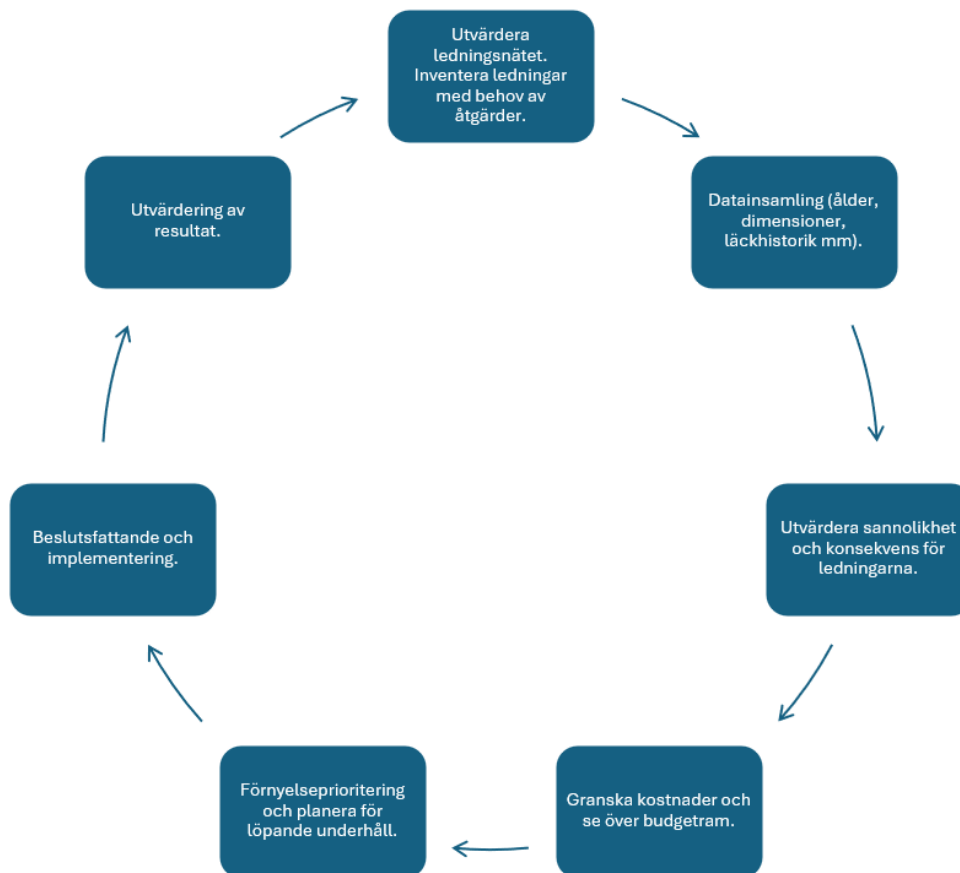 Utvärdera
ledningsnätet.
Inventera ledningar
med behov av
åtgärder.
Datainsamling (ålder,
dimensioner,
läckhistorik mm).
Utvärdera sannolikhet
och konsekvens för
ledningarna.
Granska kostnader och
se över budgetram.
Förnyelseprioritering
och planera för
löpande underhåll.
Beslutsfattande och
implementering.
Utvärdering av
resultat.